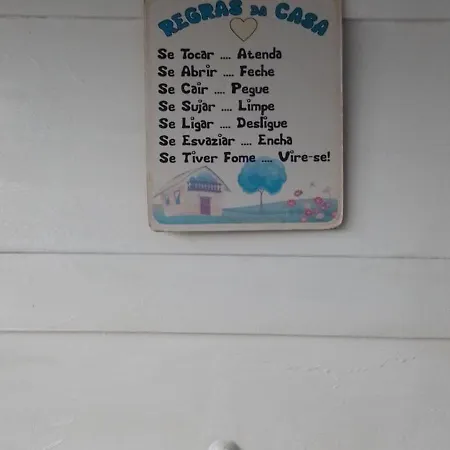 REGRAS DA CASA
Se Tocar .... Atenda
Se Abrir .... Feche
Se Cair .... Pegue
Se Sujar .... Limpe
Se Ligar .... Desligue
Se Esvaziar .... Encha
Se Tiver Fome .... Vire-se!